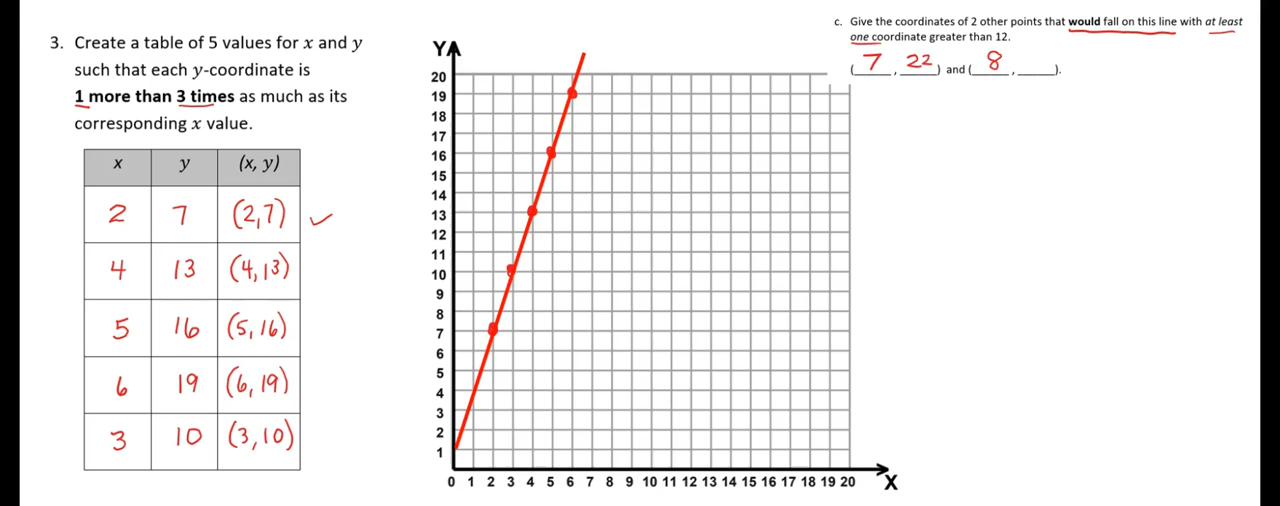 3. Create a table of 5 values for x and y
such that each y-coordinate is
1 more than 3 times as much as its
corresponding x value.
x y (x, y)
2 7 (2,7) ✓
4 13 (4,13)
5 16 (5,16)
6 19 (6,19)
3 10 (3,10)
YA
20
19
18
17
16
15
14
13
12
11
10
9
8
7
6
5
4
3
2
1
0 1 2 3 4 5 6 7 8 9 10 11 12 13 14 15 16 17 18 19 20 X
c. Give the coordinates of 2 other points that would fall on this line with at least
one coordinate greater than 12.
(7, 22) and (8, ____).